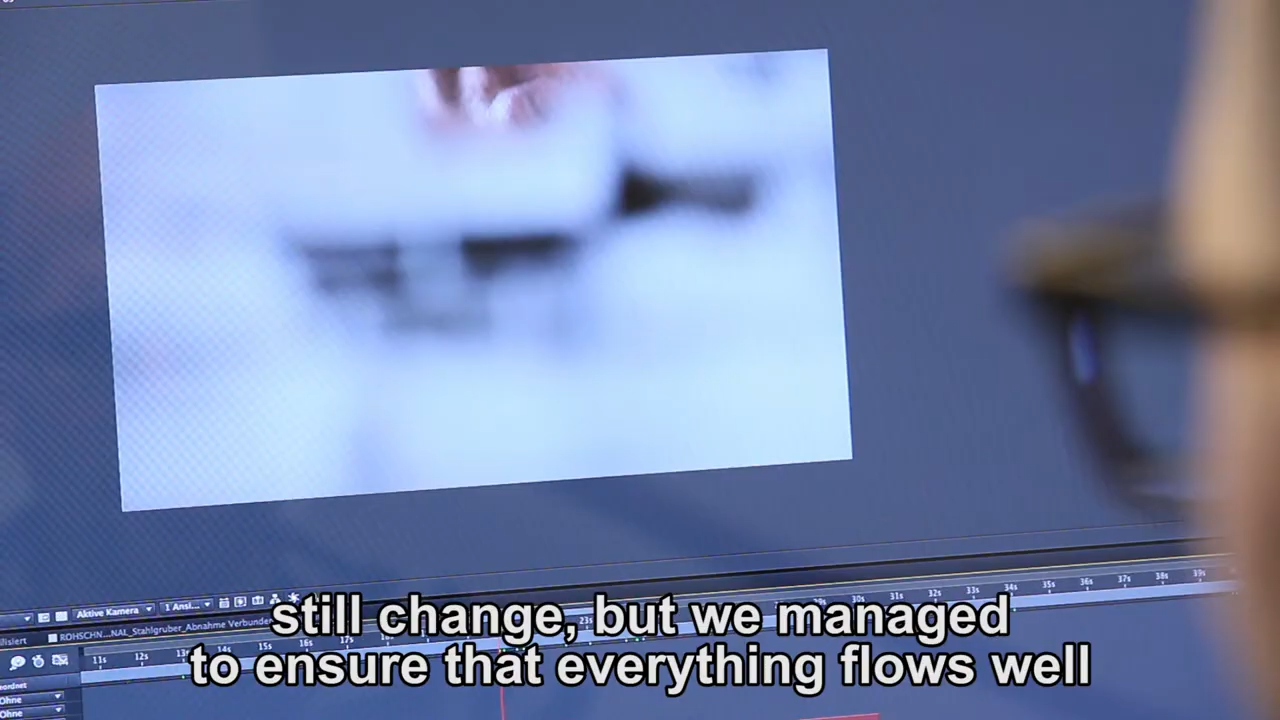 Aktive Kamera
1 Ansi...
ROHSCHN...NAL_Stahlgruber_Abnahme Verbunde
11s 12s 15s 16s 17s 31s 32s 33s 34s 35s 36s 37s 38s 39s
still change, but we managed
to ensure that everything flows well
Ohne
Ohne